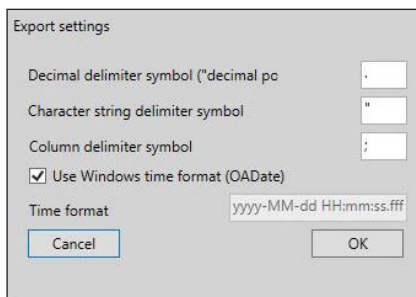 Export settings
Decimal delimiter symbol ("decimal po .
Character string delimiter symbol "
Column delimiter symbol ;
Use Windows time format (OADate)
Time format yyyy-MM-dd HH:mm:ss.fff
Cancel OK